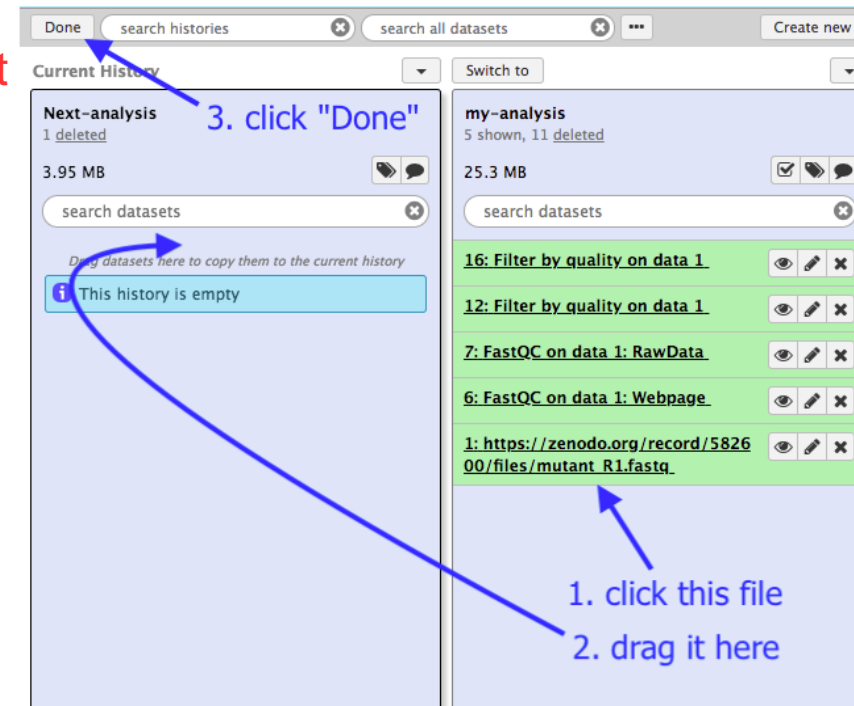 Done
search histories
search all datasets
Create new
t
Current History
Switch to
Next-analysis
1 deleted
3. click "Done"
my-analysis
5 shown, 11 deleted
3.95 MB
25.3 MB
search datasets
search datasets
Drag datasets here to copy them to the current history
This history is empty
16: Filter by quality on data 1
12: Filter by quality on data 1
7: FastQC on data 1: RawData
6: FastQC on data 1: Webpage
1: https://zenodo.org/record/5826
00/files/mutant_R1.fastq
1. click this file
2. drag it here